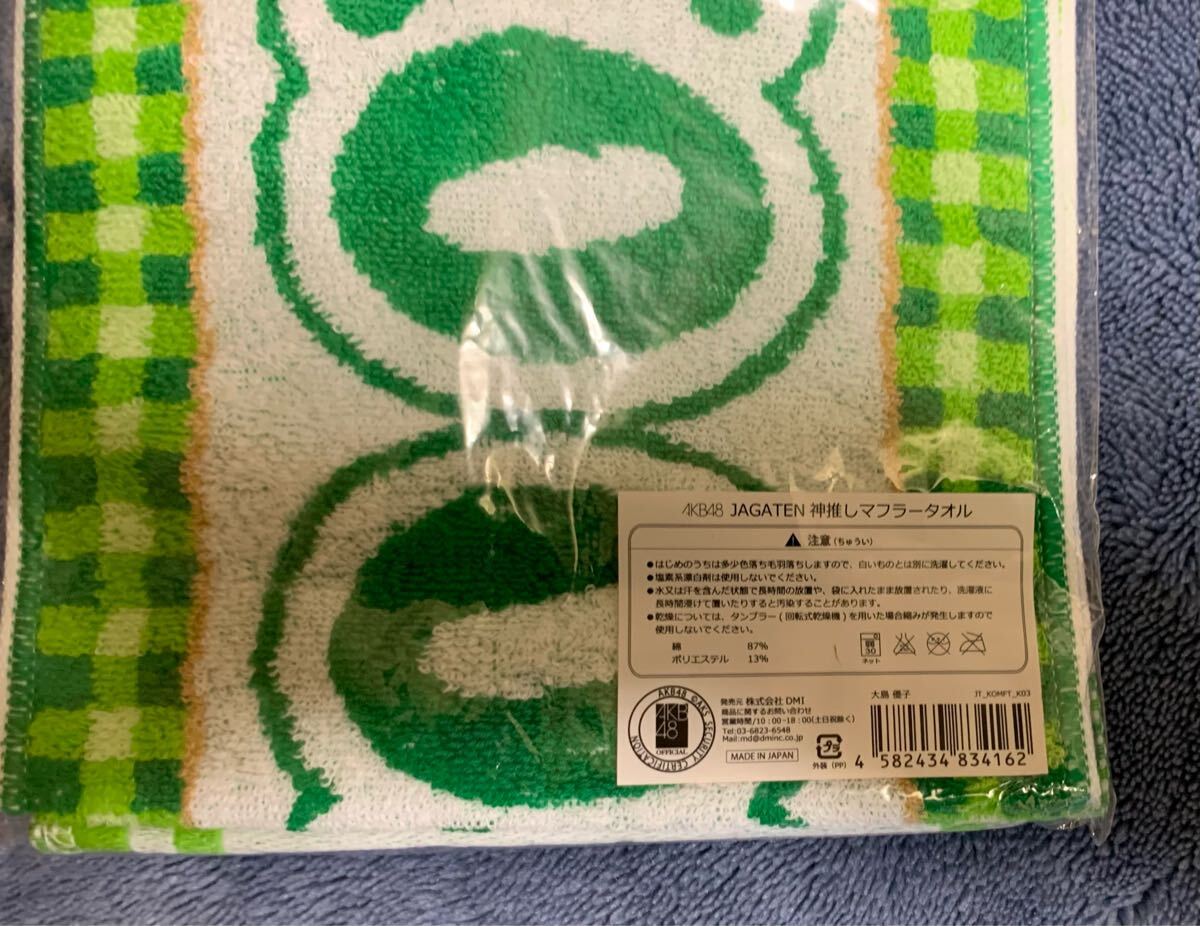 AKB48 JAGATEN 神推しマフラータオル
注意(ちゅうい)
●はじめのうちは多少色落ち毛羽落ちしますので、白いものとは別に洗濯してください。
●塩素系漂白剤は使用しないでください。
●水又は汗を含んだ状態で長時間の放置や、袋に入れたまま放置されたり、洗濯液に
長時間浸けて置いたりすると汚染することがあります。
●乾燥については、タンブラー(回転式乾燥機)を用いた場合縮みが発生しますので
使用しないでください。
綿 87%
ポリエステル 13%
弱
30
ネット
AKB48 ©AKS. SECURITY CERTIFICATION
AKB
48
OFFICIAL
発売元 株式会社 DMI
商品に関するお問い合わせ
営業時間/10:00~18:00(土日祝除く)
Tel:03-6823-6548
Mail:md@dminc.co.jp
MADE IN JAPAN
プラ
外装(PP)
大島 優子 JT_KOMFT_K03
4 582434 834162